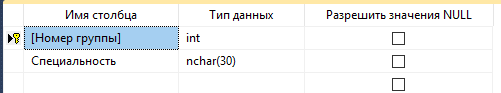 Имя столбца Тип данных Разрешить значения NULL
[Номер группы] int
Специальность nchar(30)